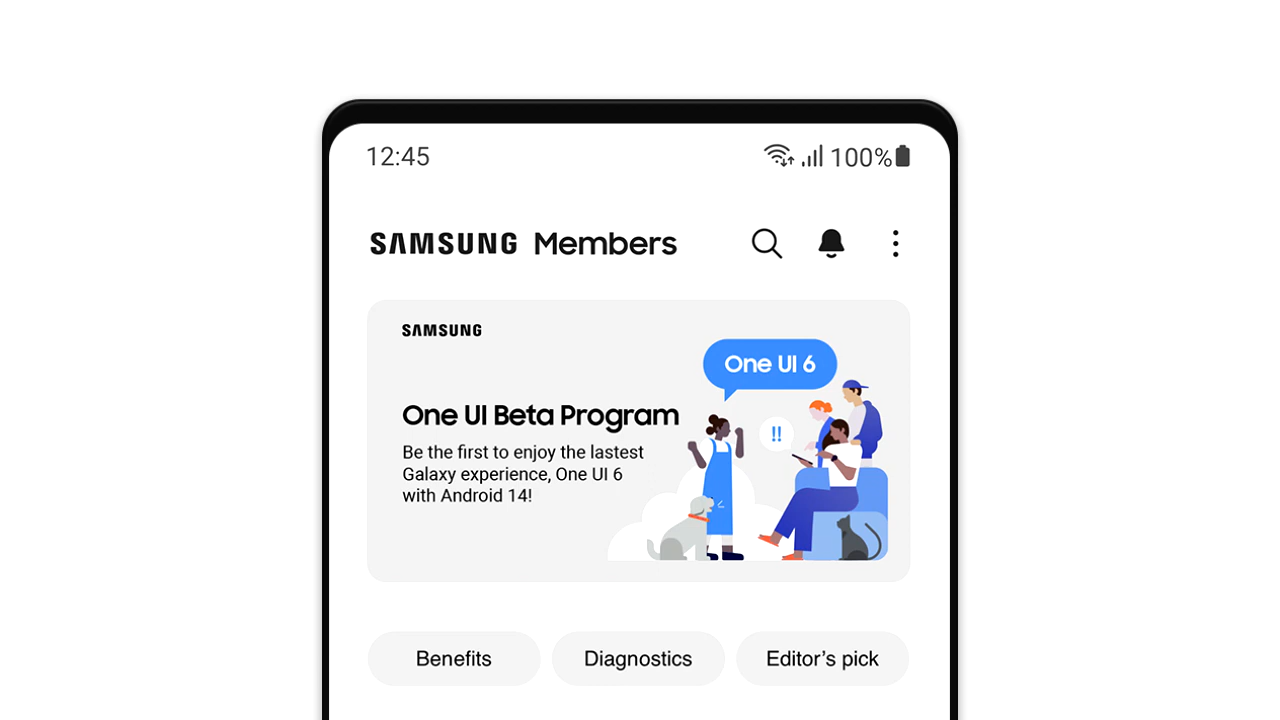 12:45 100%
SAMSUNG Members
SAMSUNG
One UI 6
One UI Beta Program
!!
Be the first to enjoy the lastest
Galaxy experience, One UI 6
with Android 14!
Benefits Diagnostics Editor's pick